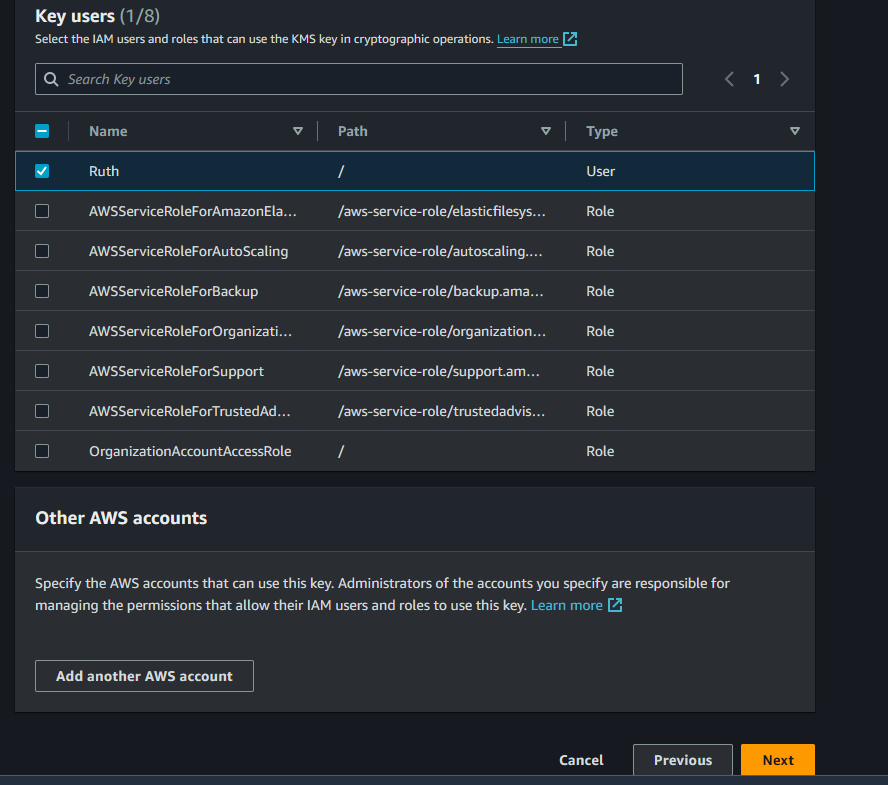 Key users (1/8)
Select the IAM users and roles that can use the KMS key in cryptographic operations. Learn more
Search Key users
1
Name Path Type
Ruth / User
AWSServiceRoleForAmazonEla... /aws-service-role/elasticfilesys... Role
AWSServiceRoleForAutoScaling /aws-service-role/autoscaling.... Role
AWSServiceRoleForBackup /aws-service-role/backup.ama... Role
AWSServiceRoleForOrganizati... /aws-service-role/organization... Role
AWSServiceRoleForSupport /aws-service-role/support.am... Role
AWSServiceRoleForTrustedAd... /aws-service-role/trustedadvis... Role
OrganizationAccountAccessRole / Role
Other AWS accounts
Specify the AWS accounts that can use this key. Administrators of the accounts you specify are responsible for
managing the permissions that allow their IAM users and roles to use this key. Learn more
Add another AWS account
Cancel Previous Next